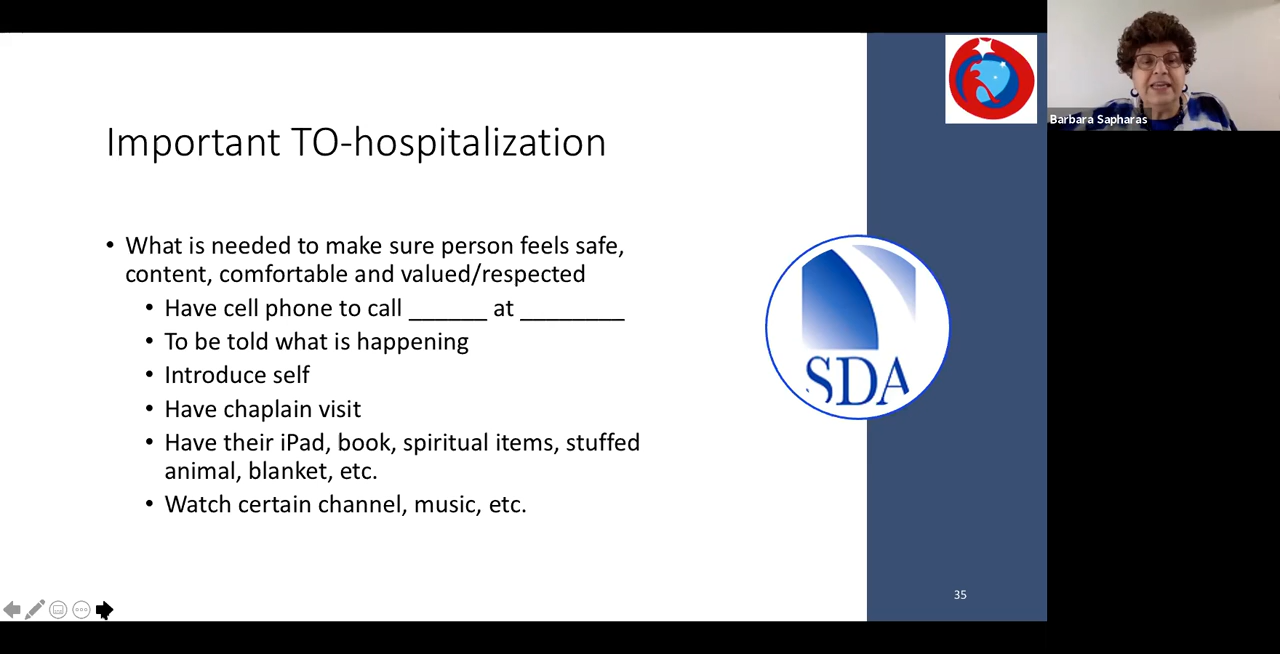 Important TO-hospitalization
• What is needed to make sure person feels safe,
content, comfortable and valued/respected
• Have cell phone to call ______ at ________
• To be told what is happening
• Introduce self
• Have chaplain visit
• Have their iPad, book, spiritual items, stuffed
animal, blanket, etc.
• Watch certain channel, music, etc.
SDA
35
Barbara Sapharas